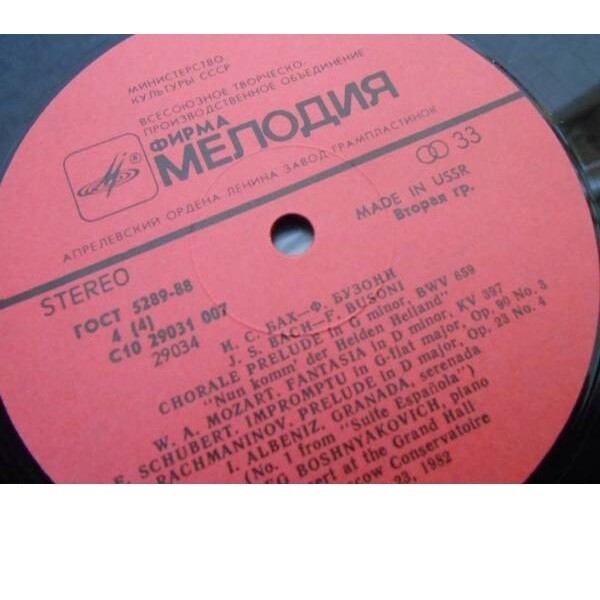 МИНИСТЕРСТВО
КУЛЬТУРЫ СССР
ВСЕСОЮЗНОЕ ТВОРЧЕСКО-
ПРОИЗВОДСТВЕННОЕ ОБЪЕДИНЕНИЕ
ФИРМА
МЕЛОДИЯ
АПРЕЛЕВСКИЙ ОРДЕНА ЛЕНИНА ЗАВОД ГРАМПЛАСТИНОК
33
MADE IN USSR
Вторая гр.
STEREO
ГОСТ 5289-88
4 (4)
С10 29031 007
29034
И. С. БАХ—Ф. БУЗОНИ
J. S. BACH—F. BUSONI
CHORALE PRELUDE in G minor, BWV 659
"Nun komm' der Heiden Heiland"
W. A. MOZART. FANTASIA in D minor, KV 397
F. SCHUBERT. IMPROMPTU in G-flat major, Op. 90 No. 3
RACHMANINOV. PRELUDE in D major, Op. 23 No. 4
I. ALBENIZ. GRANADA, serenada
(No. 1 from "Suite Española")
BOSHNYAKOVICH, piano
at the Grand Hall
Conservatoire
1982